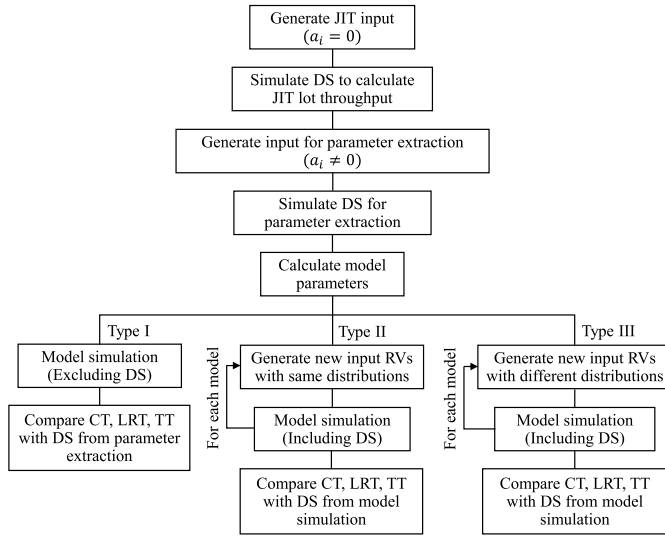 Generate JIT input
(a_i = 0)
Simulate DS to calculate
JIT lot throughput
Generate input for parameter extraction
(a_i ≠ 0)
Simulate DS for
parameter extraction
Calculate model
parameters
Type I
Model simulation
(Excluding DS)
Compare CT, LRT, TT
with DS from parameter
extraction
Type II
For each model
Generate new input RVs
with same distributions
Model simulation
(Including DS)
Compare CT, LRT, TT
with DS from model
simulation
Type III
For each model
Generate new input RVs
with different distributions
Model simulation
(Including DS)
Compare CT, LRT, TT
with DS from model
simulation